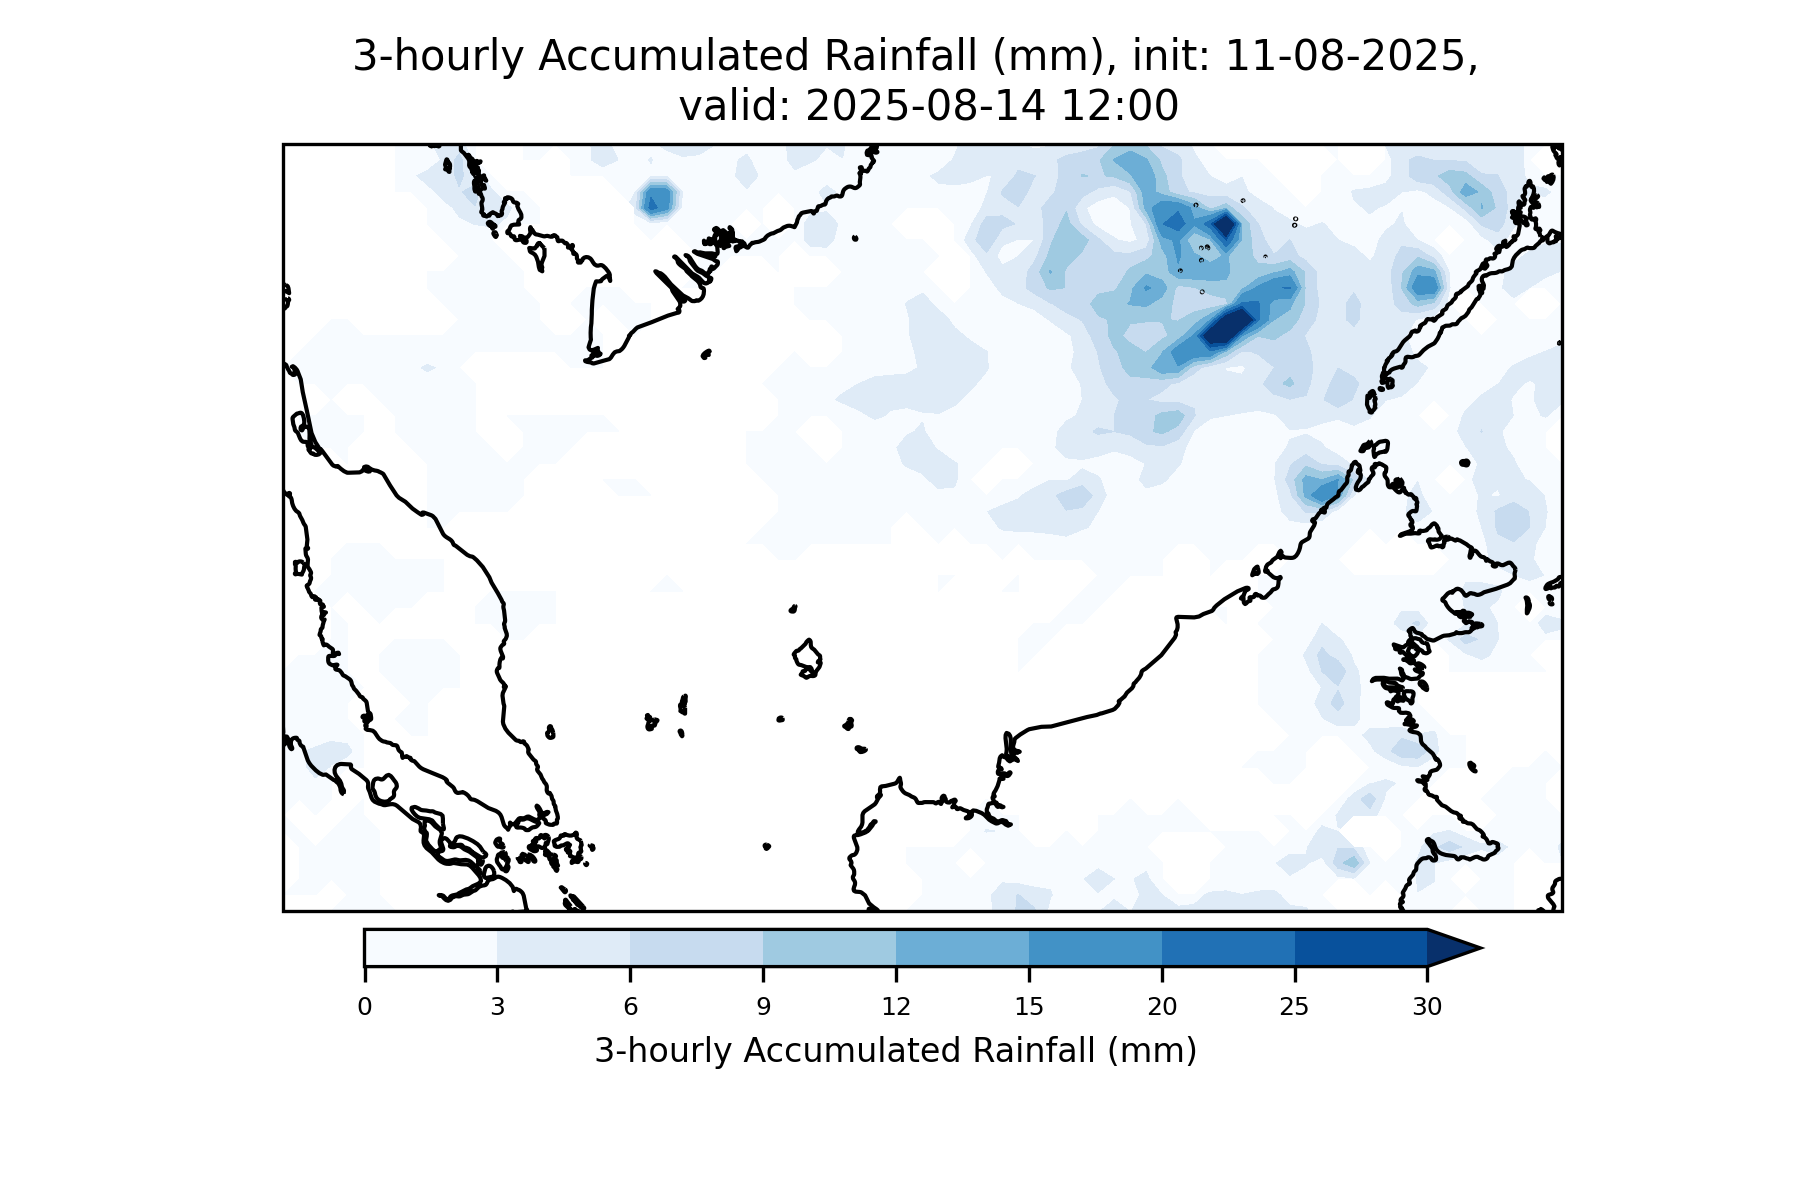 3-hourly Accumulated Rainfall (mm), init: 11-08-2025,
valid: 2025-08-14 12:00
0 3 6 9 12 15 20 25 30
3-hourly Accumulated Rainfall (mm)